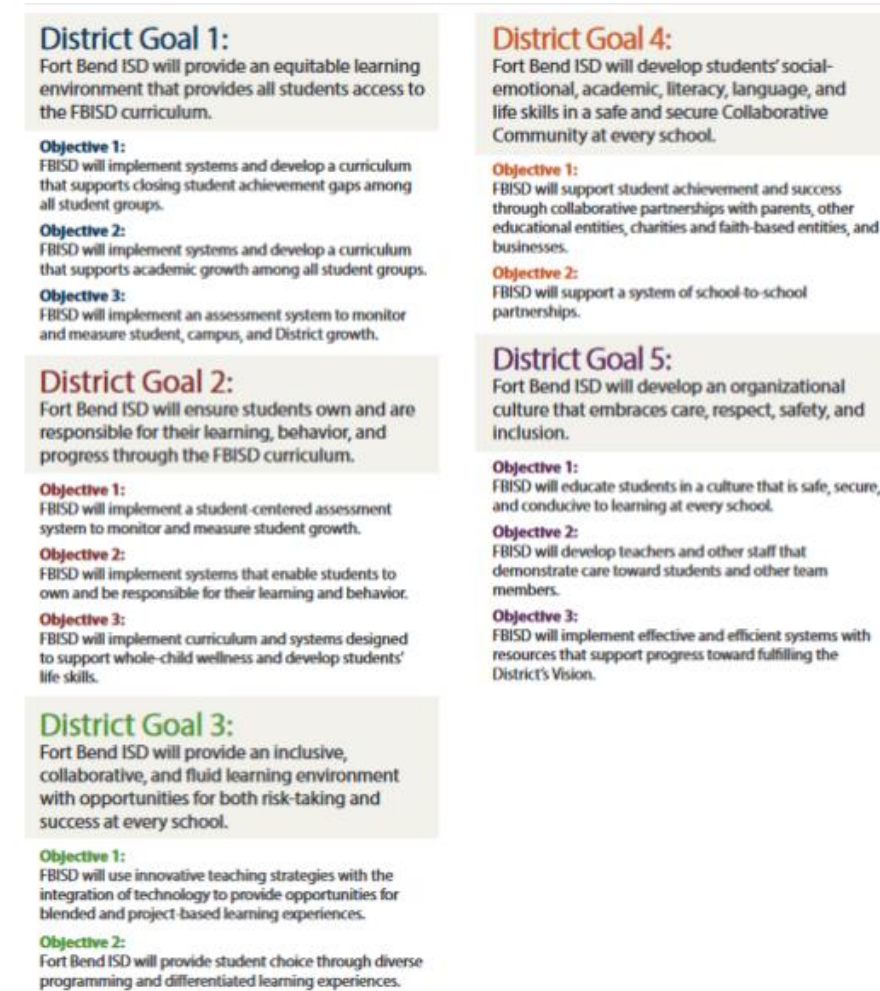 District Goal 1:
Fort Bend ISD will provide an equitable learning
environment that provides all students access to
the FBISD curriculum.
Objective 1:
FBISD will implement systems and develop a curriculum
that supports closing student achievement gaps among
all student groups.
Objective 2:
FBISD will implement systems and develop a curriculum
that supports academic growth among all student groups.
Objective 3:
FBISD will implement an assessment system to monitor
and measure student, campus, and District growth.
District Goal 2:
Fort Bend ISD will ensure students own and are
responsible for their learning, behavior, and
progress through the FBISD curriculum.
Objective 1:
FBISD will implement a student-centered assessment
system to monitor and measure student growth.
Objective 2:
FBISD will implement systems that enable students to
own and be responsible for their learning and behavior.
Objective 3:
FBISD will implement curriculum and systems designed
to support whole-child wellness and develop students'
life skills.
District Goal 3:
Fort Bend ISD will provide an inclusive,
collaborative, and fluid learning environment
with opportunities for both risk-taking and
success at every school.
Objective 1:
FBISD will use innovative teaching strategies with the
integration of technology to provide opportunities for
blended and project-based learning experiences.
Objective 2:
Fort Bend ISD will provide student choice through diverse
programming and differentiated learning experiences.
District Goal 4:
Fort Bend ISD will develop students' social-
emotional, academic, literacy, language, and
life skills in a safe and secure Collaborative
Community at every school.
Objective 1:
FBISD will support student achievement and success
through collaborative partnerships with parents, other
educational entities, charities and faith-based entities, and
businesses.
Objective 2:
FBISD will support a system of school-to-school
partnerships.
District Goal 5:
Fort Bend ISD will develop an organizational
culture that embraces care, respect, safety, and
inclusion.
Objective 1:
FBISD will educate students in a culture that is safe, secure,
and conducive to learning at every school.
Objective 2:
FBISD will develop teachers and other staff that
demonstrate care toward students and other team
members.
Objective 3:
FBISD will implement effective and efficient systems with
resources that support progress toward fulfilling the
District's Vision.